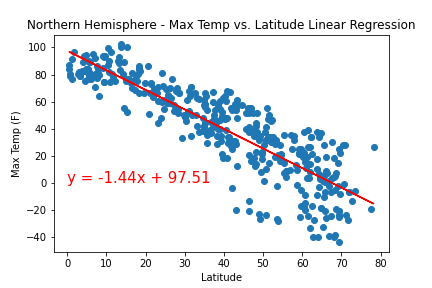 Northern Hemisphere - Max Temp vs. Latitude Linear Regression
100
80
60
40
20
0
−20
−40
Max Temp (F)
y = -1.44x + 97.51
0 10 20 30 40 50 60 70 80
Latitude